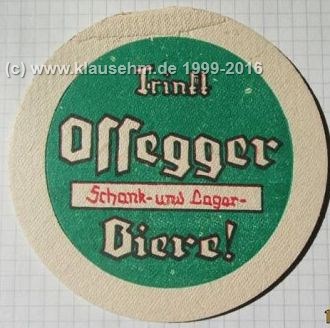 (c) www.klausehm.de 1999-2016
Trinkt
Ossegger
Schank- und Lager-
Biere!